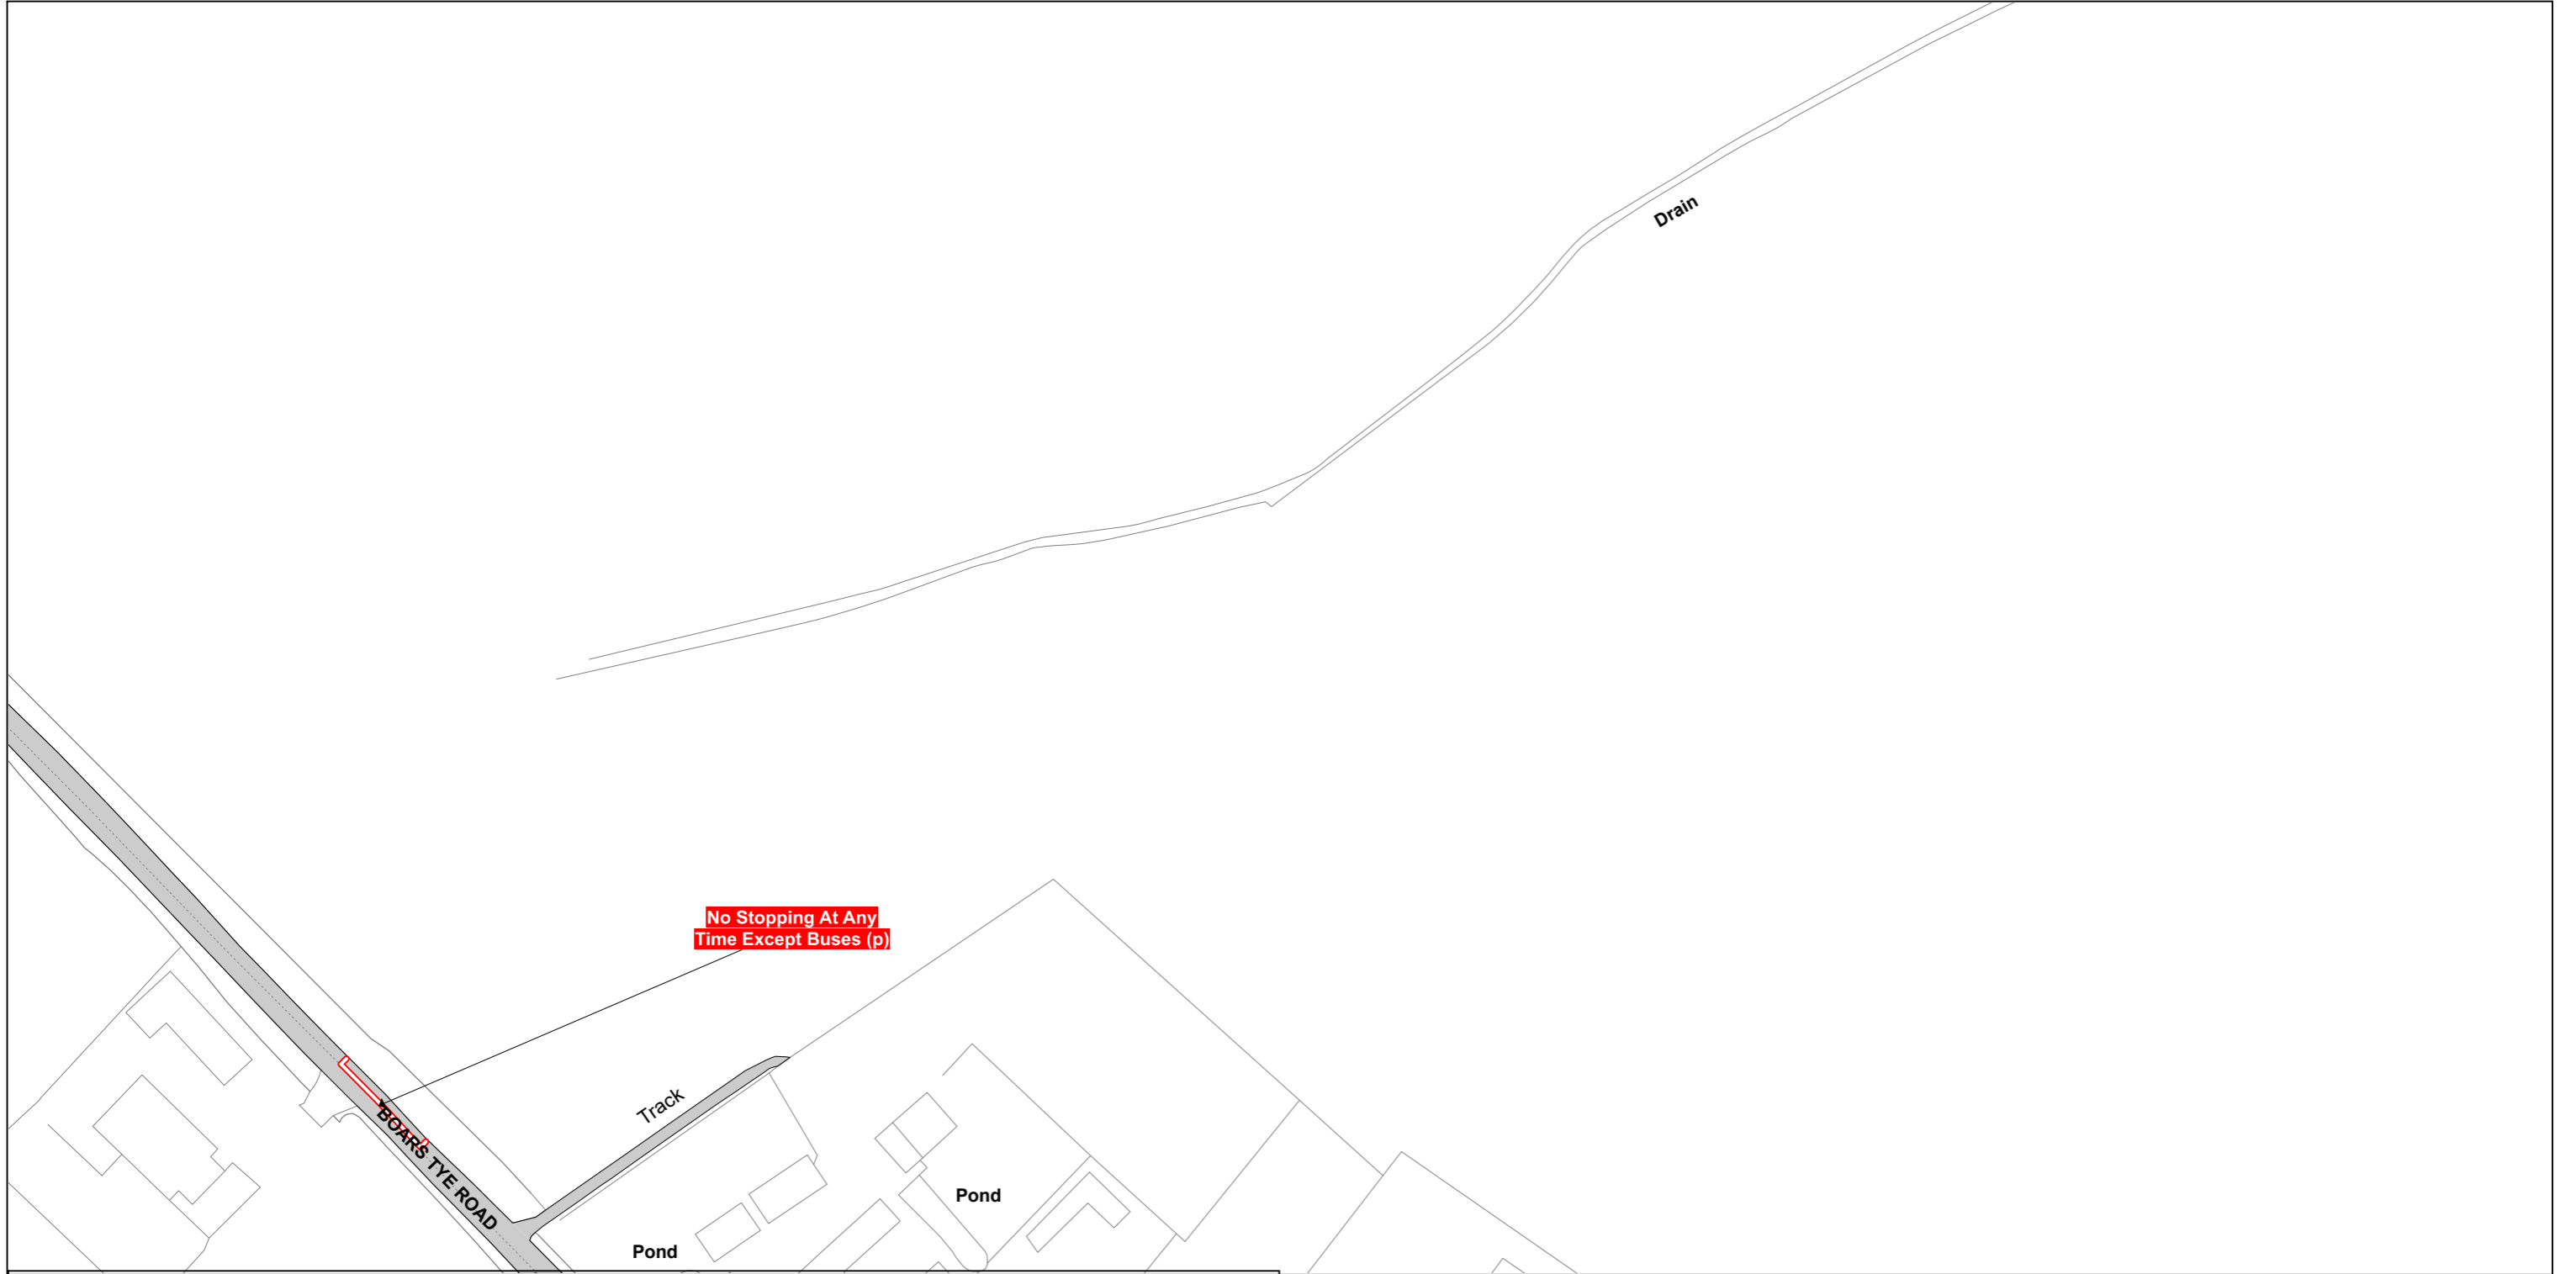 Drain
No Stopping At Any
Time Except Buses (p)
Track
BOARS TYE ROAD
Pond
Pond